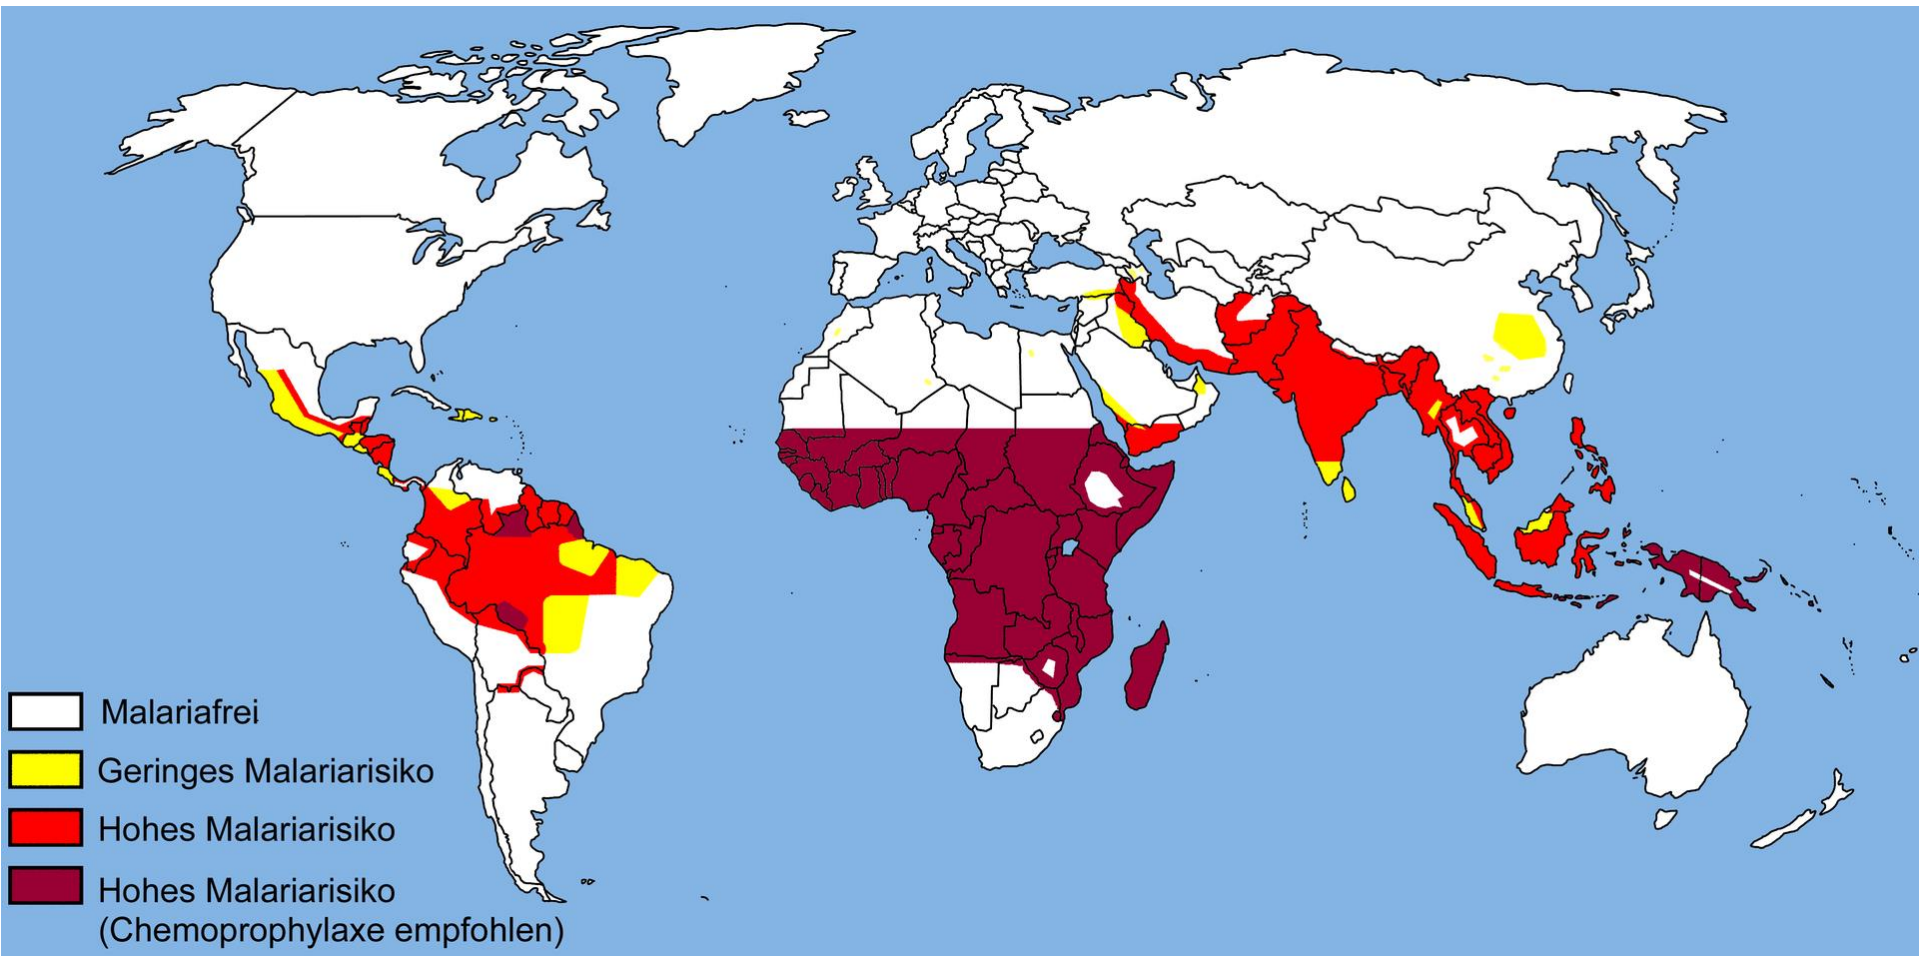 Malariafrei
Geringes Malariarisiko
Hohes Malariarisiko
Hohes Malariarisiko
(Chemoprophylaxe empfohlen)